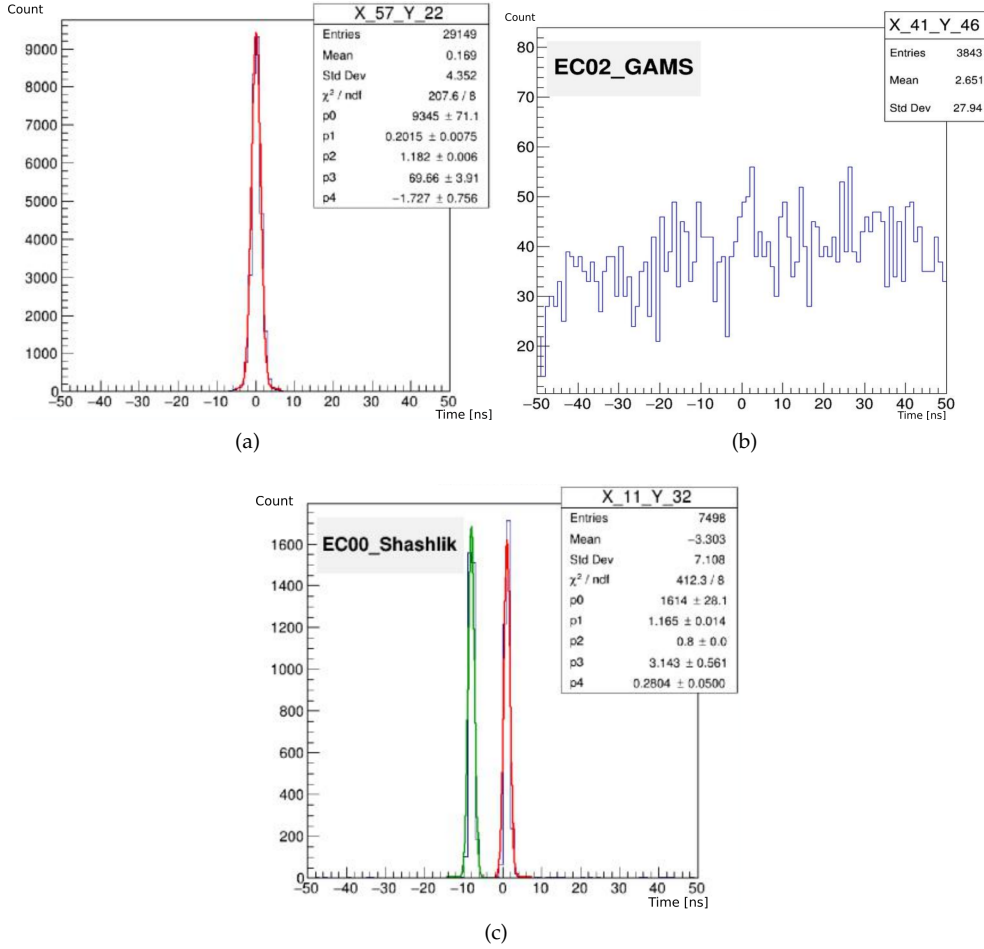 Count
X_57_Y_22
Entries 29149
Mean 0.169
Std Dev 4.352
χ² / ndf 207.6 / 8
p0 9345 ± 71.1
p1 0.2015 ± 0.0075
p2 1.182 ± 0.006
p3 69.66 ± 3.91
p4 −1.727 ± 0.756
9000
8000
7000
6000
5000
4000
3000
2000
1000
0
−50 −40 −30 −20 −10 0 10 20 30 40 50
Time [ns]
(a)
Count
X_41_Y_46
Entries 3843
Mean 2.651
Std Dev 27.94
EC02_GAMS
80
70
60
50
40
30
20
−50 −40 −30 −20 −10 0 10 20 30 40 50
Time [ns]
(b)
Count
X_11_Y_32
Entries 7498
Mean −3.303
Std Dev 7.108
χ² / ndf 412.3 / 8
p0 1614 ± 28.1
p1 1.165 ± 0.014
p2 0.8 ± 0.0
p3 3.143 ± 0.561
p4 0.2804 ± 0.0500
EC00_Shashlik
1600
1400
1200
1000
800
600
400
200
0
−50 −40 −30 −20 −10 0 10 20 30 40 50
Time [ns]
(c)